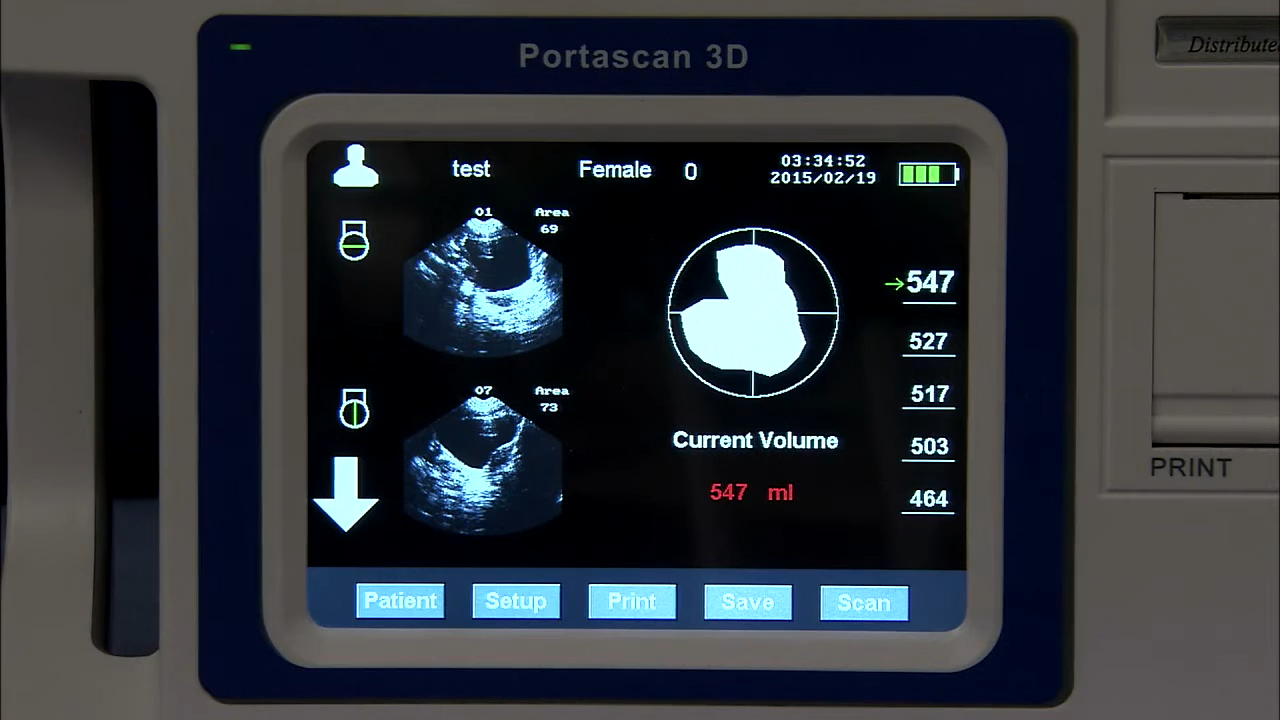 Portascan 3D
Distribute
test Female 0 03:34:52
2015/02/19
01 Area
69
→547
527
07 Area
73
517
Current Volume
503
547 ml
464
PRINT
Patient Setup Print Save Scan